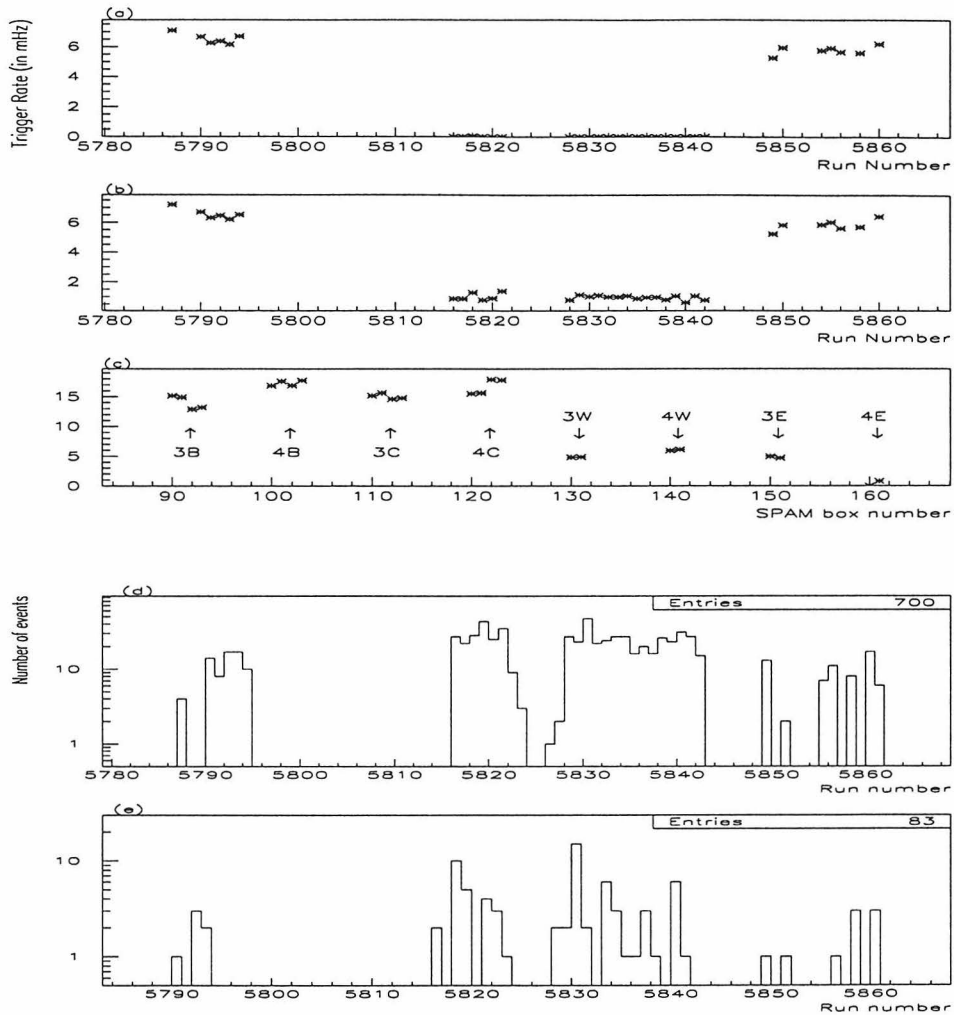 (a)
Trigger Rate (in mHz)
6
4
2
0
5780 5790 5800 5810 5820 5830 5840 5850 5860
Run Number
(b)
6
4
2
5780 5790 5800 5810 5820 5830 5840 5850 5860
Run Number
(c)
15
10
5
0
3B 4B 3C 4C 3W 4W 3E 4E
90 100 110 120 130 140 150 160
SPAM box number
(d)
Number of events
Entries 700
10
1
5780 5790 5800 5810 5820 5830 5840 5850 5860
Run number
(e)
Entries 83
10
1
5790 5800 5810 5820 5830 5840 5850 5860
Run number